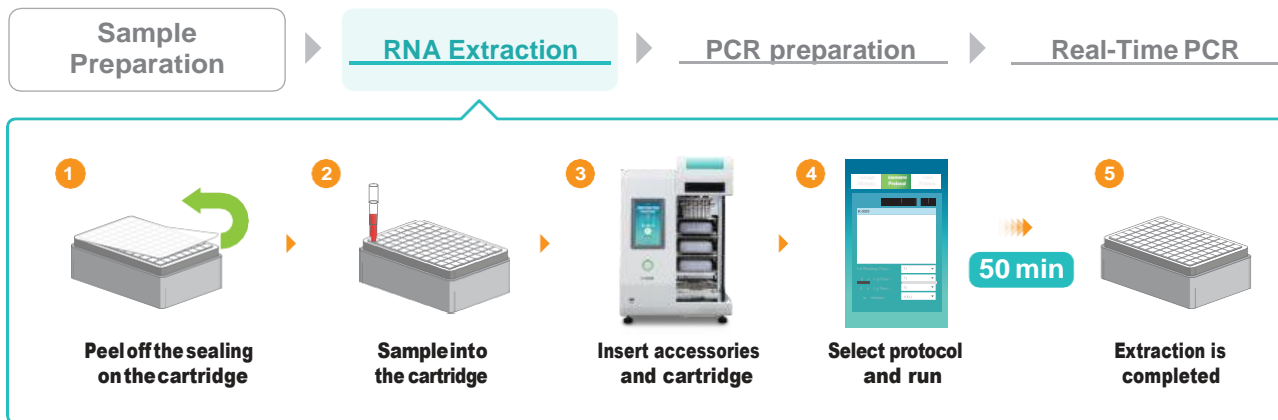 Sample
Preparation
RNA Extraction
PCR preparation
Real-Time PCR
1
2
3
4
5
Protocol
50 min
Peel off the sealing
on the cartridge
Sample into
the cartridge
Insert accessories
and cartridge
Select protocol
and run
Extraction is
completed